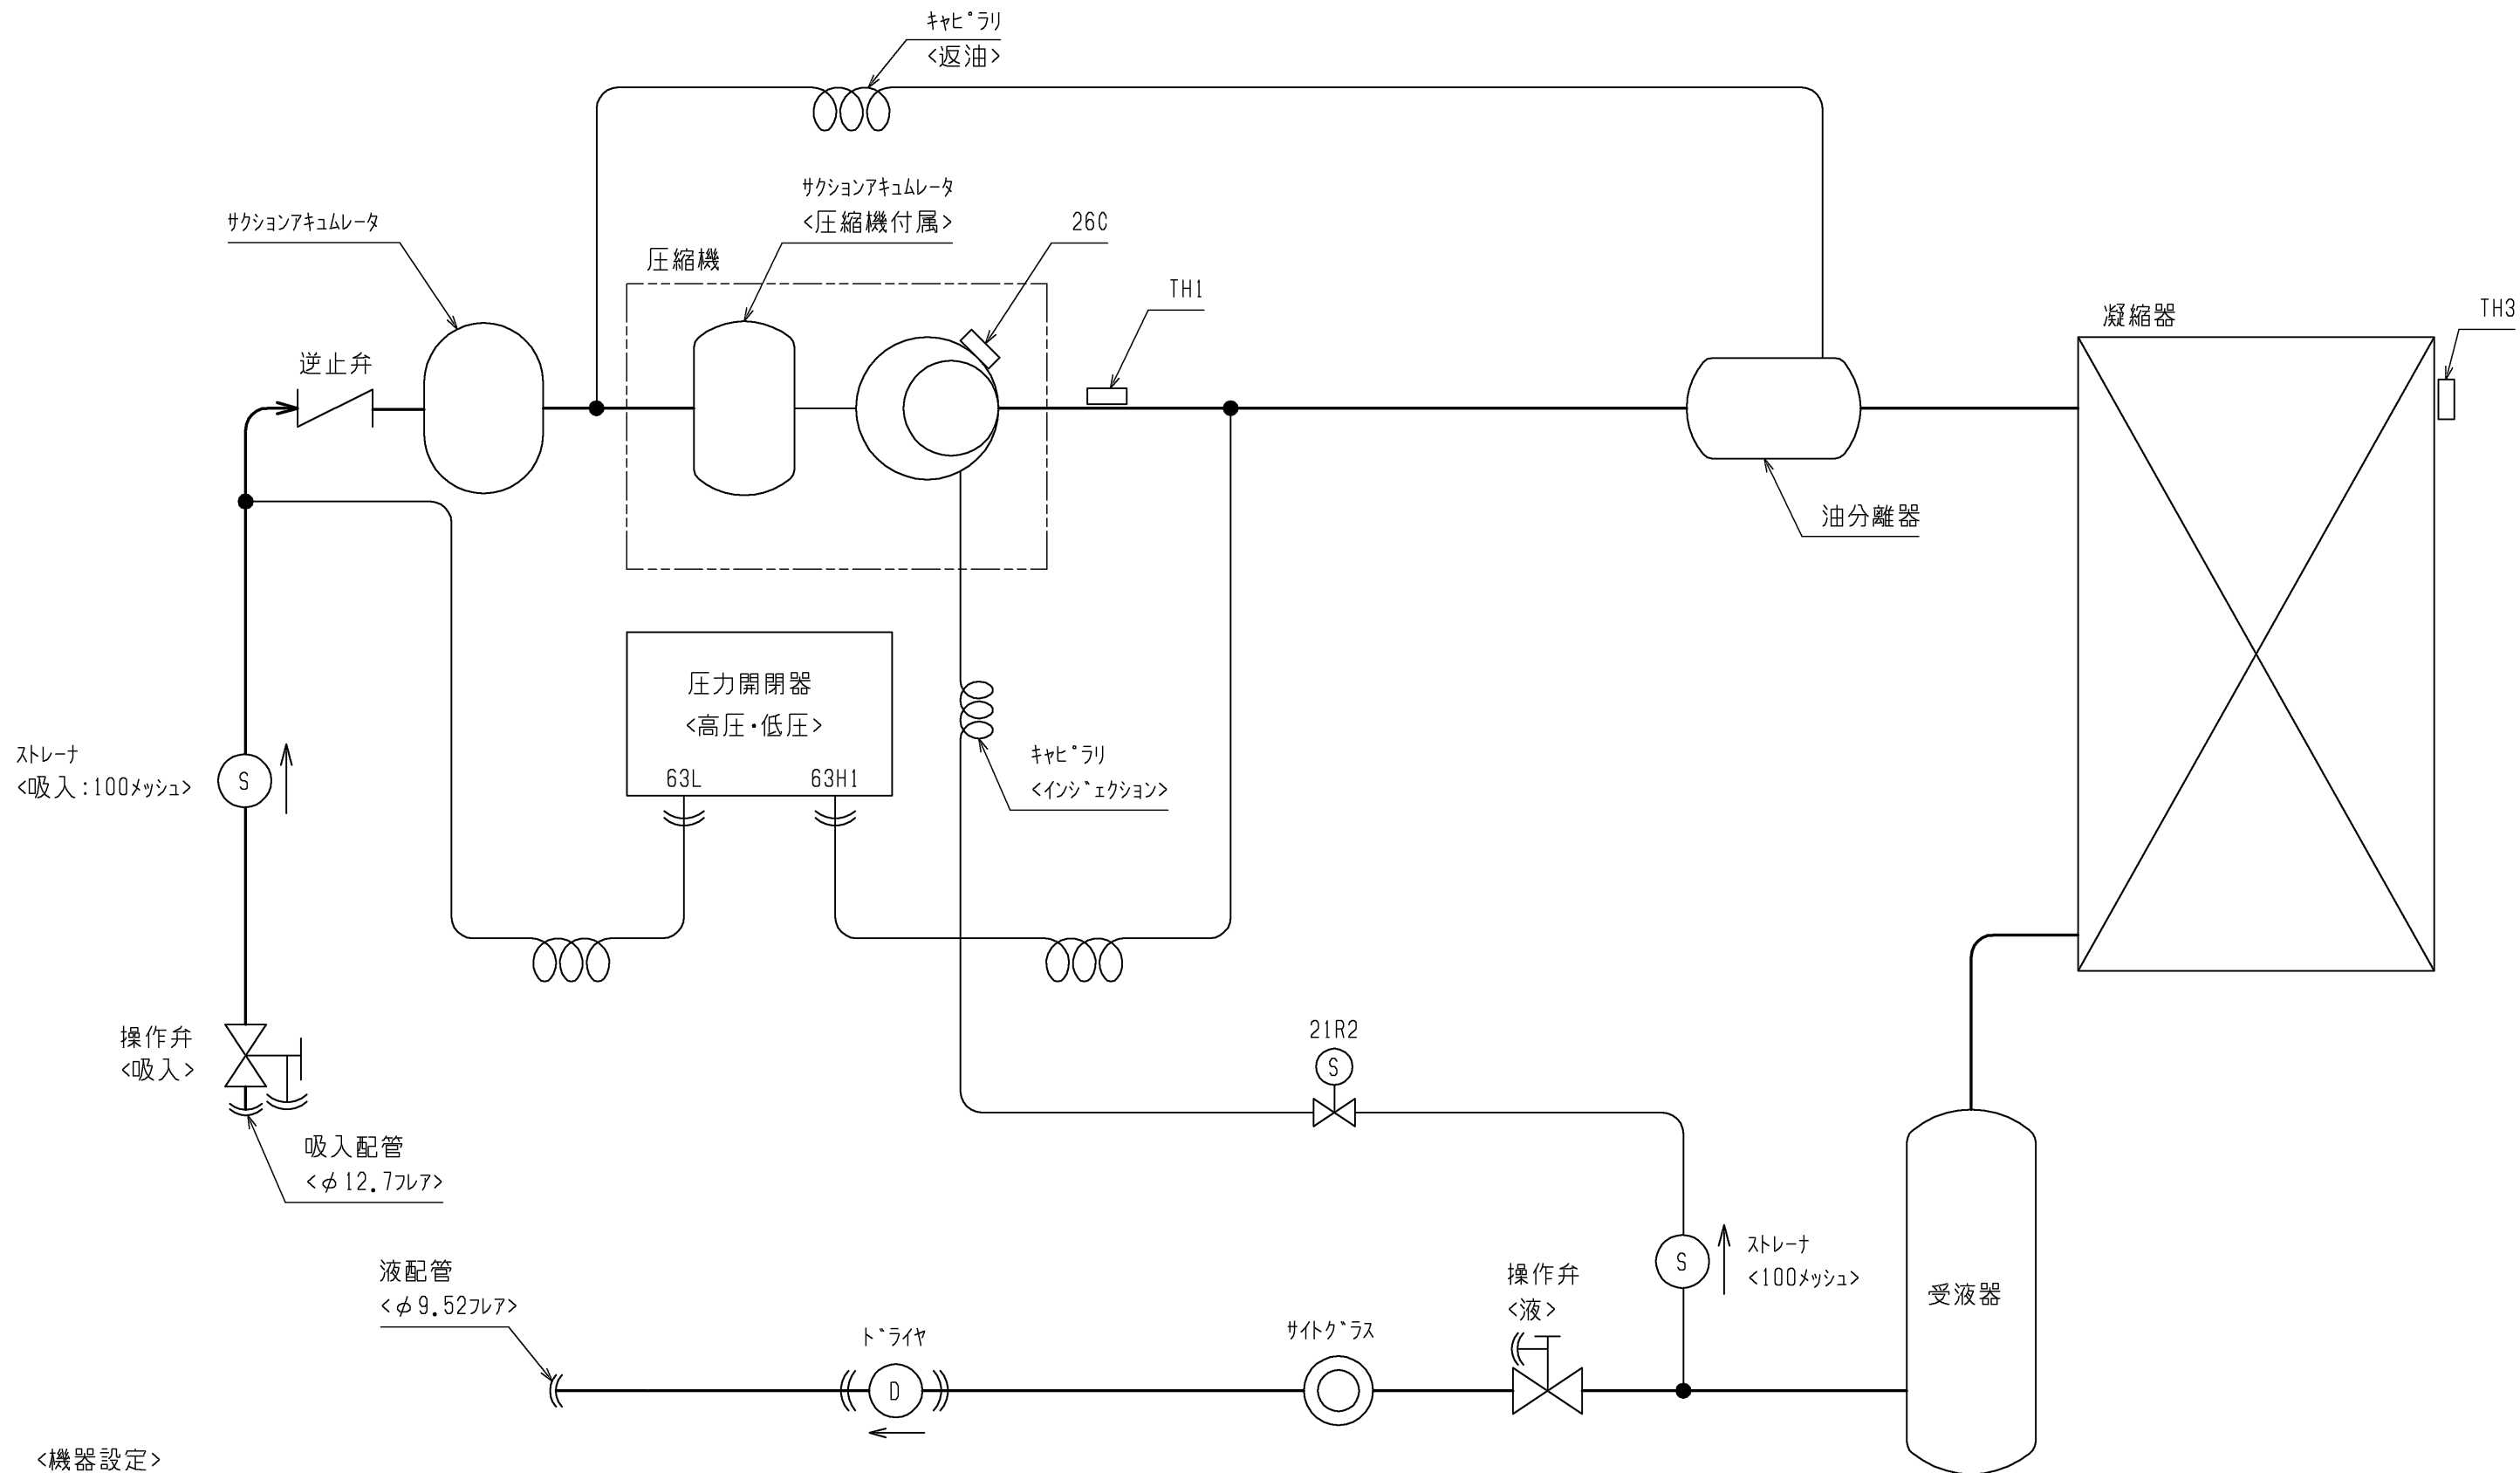 ｷｬﾋﾟﾗﾘ
<返油>
ｻｸｼｮﾝｱｷｭﾑﾚｰﾀ
<圧縮機付属>
ｻｸｼｮﾝｱｷｭﾑﾚｰﾀ
26C
圧縮機
TH1
TH3
凝縮器
逆止弁
油分離器
圧力開閉器
<高圧・低圧>
63L
63H1
ｽﾄﾚｰﾅ
<吸入:100ﾒｯｼｭ>
S
ｷｬﾋﾟﾗﾘ
<ｲﾝｼﾞｪｸｼｮﾝ>
操作弁
<吸入>
21R2
S
吸入配管
<φ12.7ﾌﾚｱ>
液配管
<φ9.52ﾌﾚｱ>
ﾄﾞﾗｲﾔ
D
ｻｲﾄｸﾞﾗｽ
操作弁
<液>
S
ｽﾄﾚｰﾅ
<100ﾒｯｼｭ>
受液器
<機器設定>